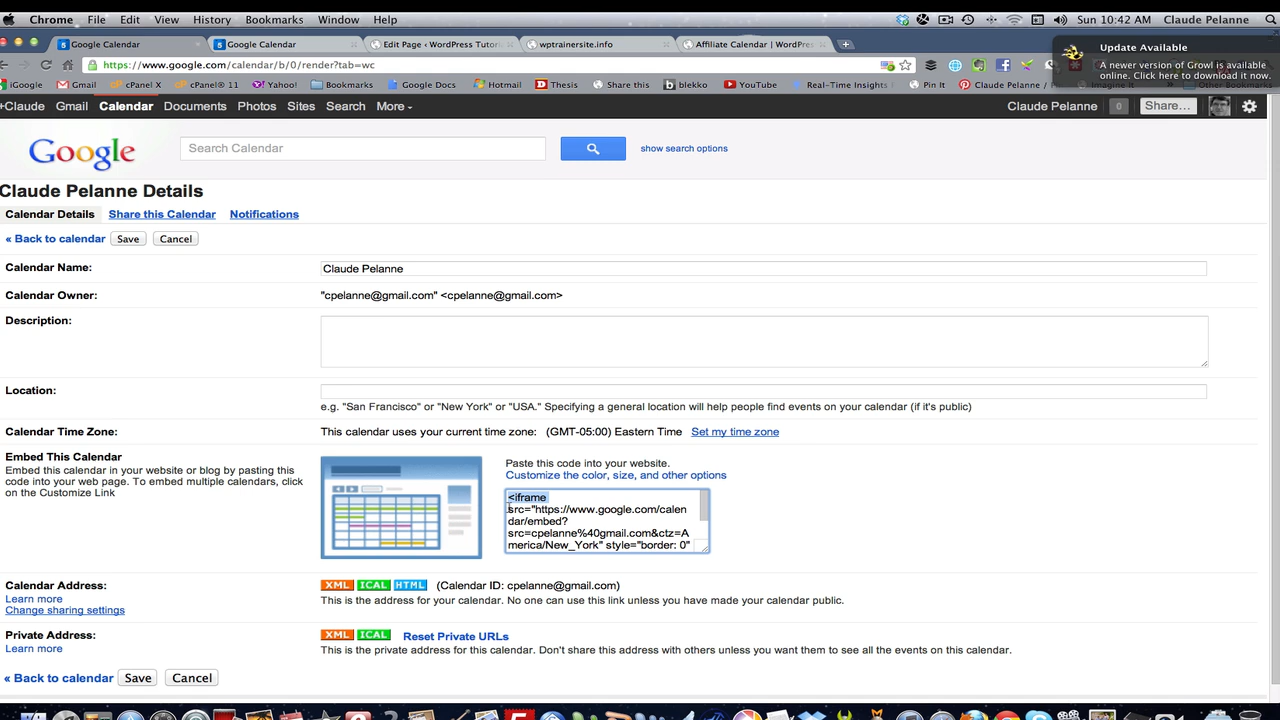 Chrome File Edit View History Bookmarks Window Help Sun 10:42 AM Claude Pelanne
Google Calendar Google Calendar Edit Page ‹ WordPress Tutori wptrainersite.info Affiliate Calendar | WordPre
Update Available
A newer version of Growl is available
online. Click here to download it now.
https://www.google.com/calendar/b/0/render?tab=wc
iGoogle Gmail cPanel X cPanel® 11 Yahoo! Bookmarks Google Docs Hotmail Thesis Share this blekko YouTube Real-Time Insights Pin It Claude Pelanne / Imagine It Other Bookmarks
+Claude Gmail Calendar Documents Photos Sites Search More Claude Pelanne 0 Share...
Google Search Calendar show search options
Claude Pelanne Details
Calendar Details Share this Calendar Notifications
« Back to calendar Save Cancel
Calendar Name: Claude Pelanne
Calendar Owner: "cpelanne@gmail.com" <cpelanne@gmail.com>
Description:
Location:
e.g. "San Francisco" or "New York" or "USA." Specifying a general location will help people find events on your calendar (if it's public)
Calendar Time Zone: This calendar uses your current time zone: (GMT-05:00) Eastern Time Set my time zone
Embed This Calendar
Embed this calendar in your website or blog by pasting this
code into your web page. To embed multiple calendars, click
on the Customize Link
Paste this code into your website.
Customize the color, size, and other options
<iframe
src="https://www.google.com/calen
dar/embed?
src=cpelanne%40gmail.com&ctz=A
merica/New_York" style="border: 0"
Calendar Address: XML ICAL HTML (Calendar ID: cpelanne@gmail.com)
Learn more This is the address for your calendar. No one can use this link unless you have made your calendar public.
Change sharing settings
Private Address: XML ICAL Reset Private URLs
Learn more This is the private address for this calendar. Don't share this address with others unless you want them to see all the events on this calendar.
« Back to calendar Save Cancel